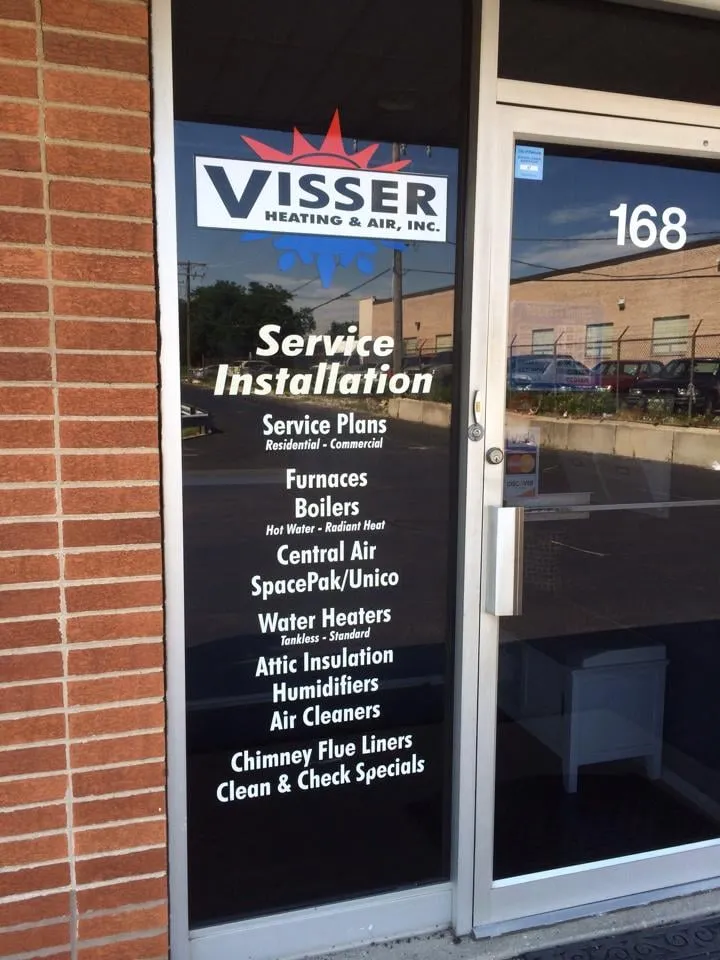 VISSER
HEATING & AIR, INC.
168
Service
Installation
Service Plans
Residential - Commercial
Furnaces
Boilers
Hot Water - Radiant Heat
Central Air
SpacePak/Unico
Water Heaters
Tankless - Standard
Attic Insulation
Humidifiers
Air Cleaners
Chimney Flue Liners
Clean & Check Specials
DISCOVER